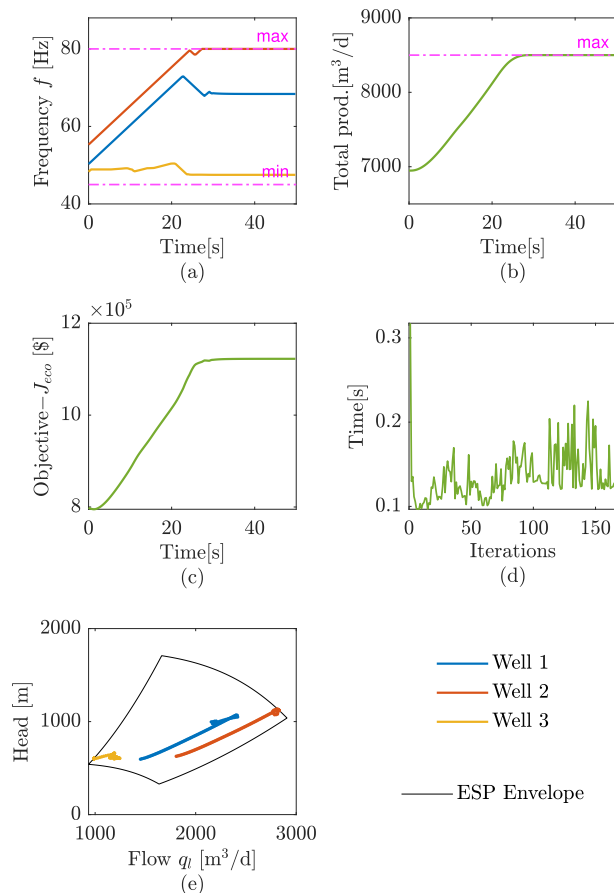 80
60
40
Frequency f [Hz]
max
min
0
20
40
Time[s]
(a)
9000
8000
7000
Total prod.[m³/d]
max
0
20
40
Time[s]
(b)
×10⁵
12
10
8
Objective−J_eco [$]
0
20
40
Time[s]
(c)
0.3
0.2
0.1
Time[s]
0
50
100
150
Iterations
(d)
2000
1000
0
Head [m]
1000
2000
3000
Flow q_l [m³/d]
(e)
Well 1
Well 2
Well 3
ESP Envelope